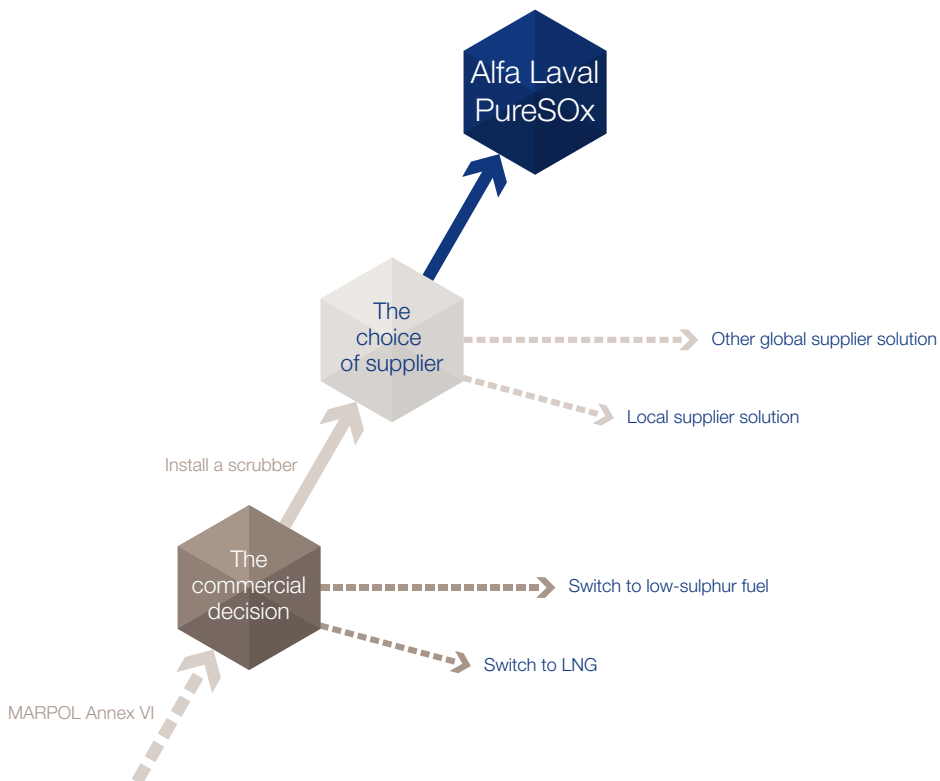 Alfa Laval
PureSOx
The
choice
of supplier
Other global supplier solution
Local supplier solution
Install a scrubber
The
commercial
decision
Switch to low-sulphur fuel
Switch to LNG
MARPOL Annex VI